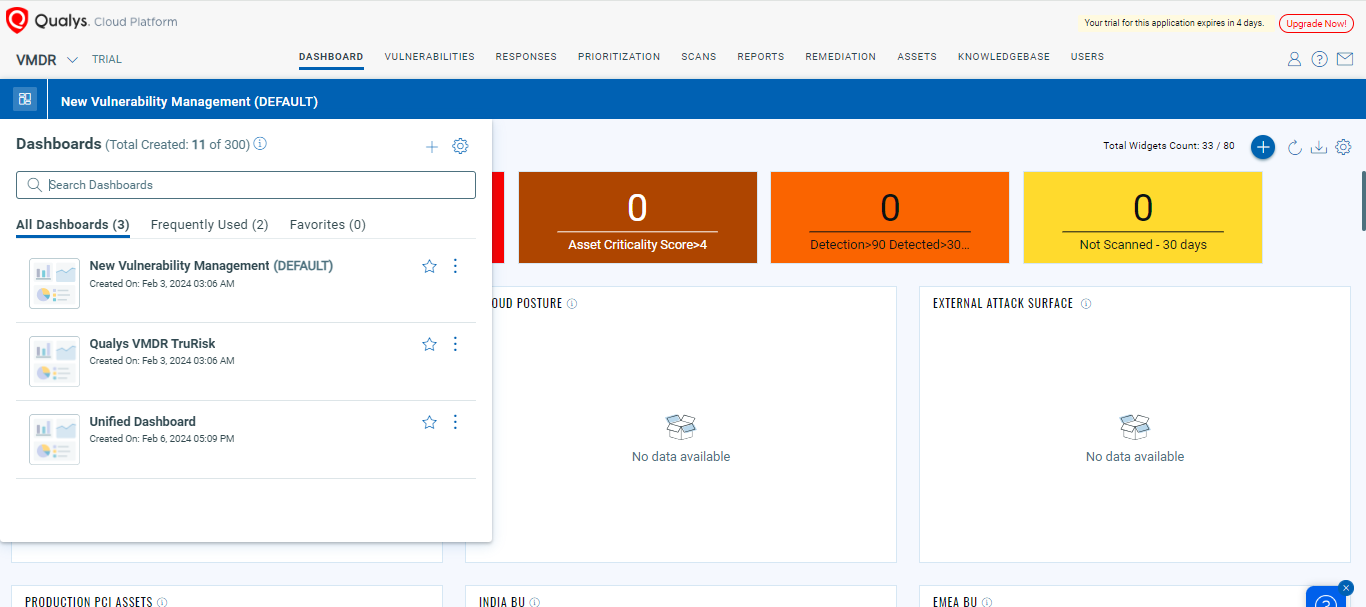 Qualys. Cloud Platform
Your trial for this application expires in 4 days.
Upgrade Now!
VMDR
TRIAL
DASHBOARD
VULNERABILITIES
RESPONSES
PRIORITIZATION
SCANS
REPORTS
REMEDIATION
ASSETS
KNOWLEDGEBASE
USERS
New Vulnerability Management (DEFAULT)
Dashboards (Total Created: 11 of 300)
Search Dashboards
All Dashboards (3)
Frequently Used (2)
Favorites (0)
New Vulnerability Management (DEFAULT)
Created On: Feb 3, 2024 03:06 AM
Qualys VMDR TruRisk
Created On: Feb 3, 2024 03:06 AM
Unified Dashboard
Created On: Feb 6, 2024 05:09 PM
Total Widgets Count: 33 / 80
0
Asset Criticality Score>4
0
Detection>90 Detected>30...
0
Not Scanned - 30 days
OUD POSTURE
No data available
EXTERNAL ATTACK SURFACE
No data available
PRODUCTION PCI ASSETS
INDIA BU
EMEA BU